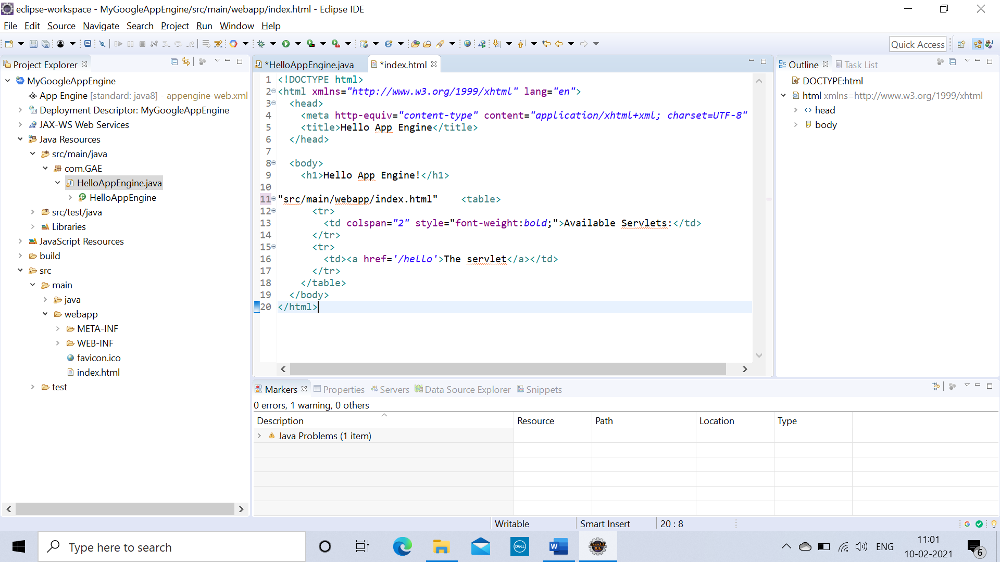 eclipse-workspace - MyGoogleAppEngine/src/main/webapp/index.html - Eclipse IDE
File Edit Source Navigate Search Project Run Window Help
Quick Access
Project Explorer
MyGoogleAppEngine
App Engine [standard: java8] - appengine-web.xml
Deployment Descriptor: MyGoogleAppEngine
JAX-WS Web Services
Java Resources
src/main/java
com.GAE
HelloAppEngine.java
HelloAppEngine
src/test/java
Libraries
JavaScript Resources
build
src
main
java
webapp
META-INF
WEB-INF
favicon.ico
index.html
test
*HelloAppEngine.java *index.html
1 <!DOCTYPE html>
2 <html xmlns="http://www.w3.org/1999/xhtml" lang="en">
3 <head>
4 <meta http-equiv="content-type" content="application/xhtml+xml; charset=UTF-8"
5 <title>Hello App Engine</title>
6 </head>
7
8 <body>
9 <h1>Hello App Engine!</h1>
10
11 "src/main/webapp/index.html" <table>
12 <tr>
13 <td colspan="2" style="font-weight:bold;">Available Servlets:</td>
14 </tr>
15 <tr>
16 <td><a href='/hello'>The servlet</a></td>
17 </tr>
18 </table>
19 </body>
20 </html>
Outline Task List
DOCTYPE:html
html xmlns=http://www.w3.org/1999/xhtml
head
body
Markers Properties Servers Data Source Explorer Snippets
0 errors, 1 warning, 0 others
Description Resource Path Location Type
Java Problems (1 item)
Writable Smart Insert 20 : 8
Type here to search
DELL
W
Java EE
IDE
ENG
11:01
10-02-2021
6